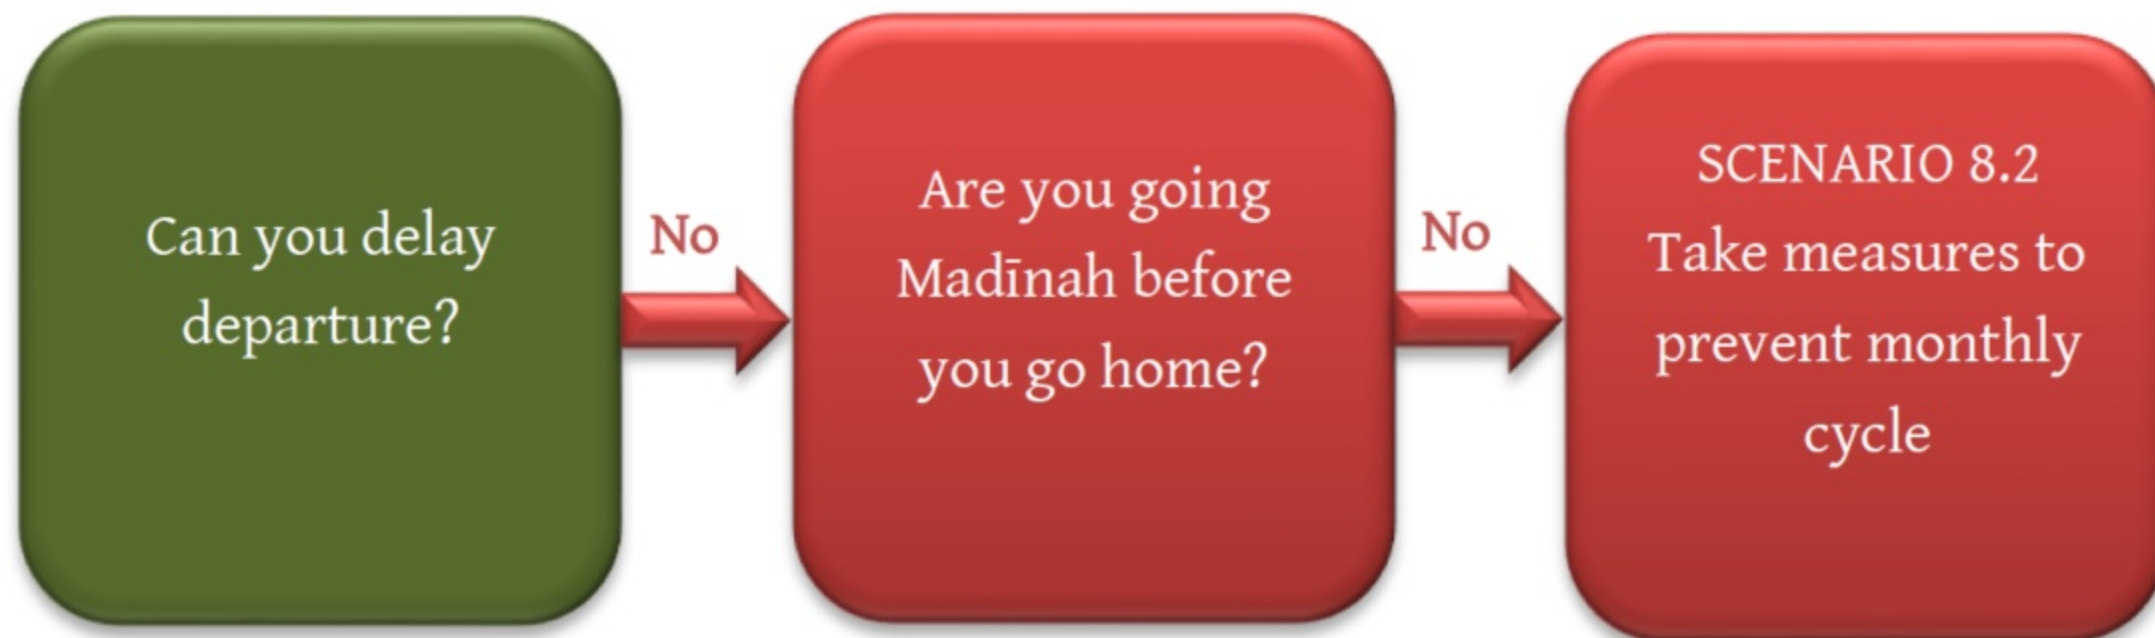 Can you delay
departure?
No
Are you going
Madīnah before
you go home?
No
SCENARIO 8.2
Take measures to
prevent monthly
cycle